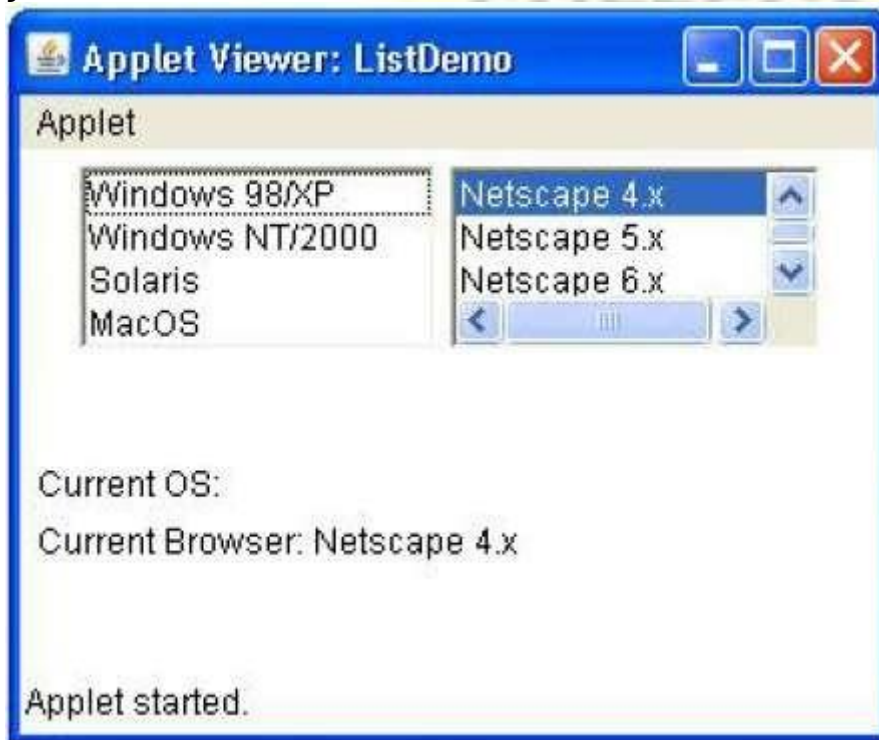 Applet Viewer: ListDemo
Applet
Windows 98/XP
Windows NT/2000
Solaris
MacOS
Netscape 4.x
Netscape 5.x
Netscape 6.x
Current OS:
Current Browser: Netscape 4.x
Applet started.